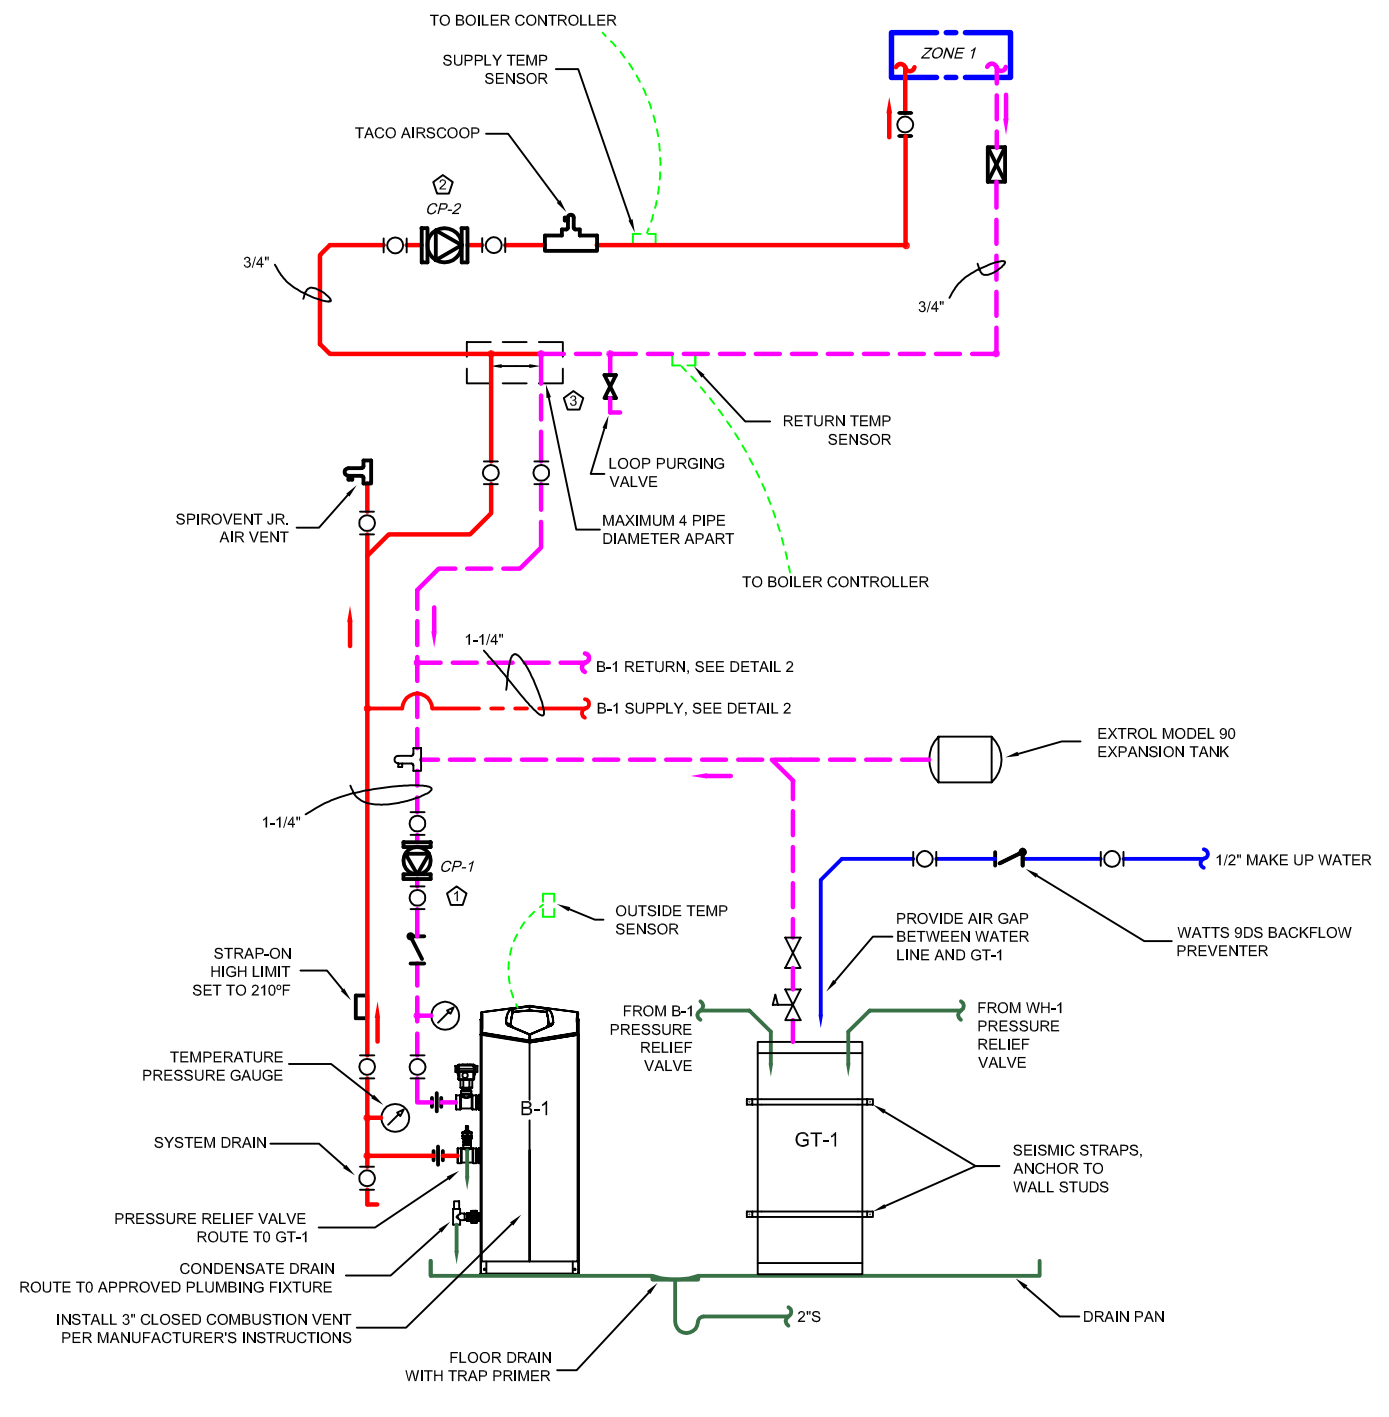 TO BOILER CONTROLLER
SUPPLY TEMP
SENSOR
ZONE 1
TACO AIRSCOOP
2
CP-2
3/4"
3/4"
3
RETURN TEMP
SENSOR
LOOP PURGING
VALVE
SPIROVENT JR.
AIR VENT
MAXIMUM 4 PIPE
DIAMETER APART
TO BOILER CONTROLLER
1-1/4"
B-1 RETURN, SEE DETAIL 2
B-1 SUPPLY, SEE DETAIL 2
EXTROL MODEL 90
EXPANSION TANK
1-1/4"
CP-1
1
1/2" MAKE UP WATER
OUTSIDE TEMP
SENSOR
PROVIDE AIR GAP
BETWEEN WATER
LINE AND GT-1
WATTS 9DS BACKFLOW
PREVENTER
STRAP-ON
HIGH LIMIT
SET TO 210ºF
FROM B-1
PRESSURE
RELIEF
VALVE
FROM WH-1
PRESSURE
RELIEF
VALVE
TEMPERATURE
PRESSURE GAUGE
B-1
GT-1
SYSTEM DRAIN
SEISMIC STRAPS,
ANCHOR TO
WALL STUDS
PRESSURE RELIEF VALVE
ROUTE T0 GT-1
CONDENSATE DRAIN
ROUTE T0 APPROVED PLUMBING FIXTURE
INSTALL 3" CLOSED COMBUSTION VENT
PER MANUFACTURER'S INSTRUCTIONS
2"S
DRAIN PAN
FLOOR DRAIN
WITH TRAP PRIMER